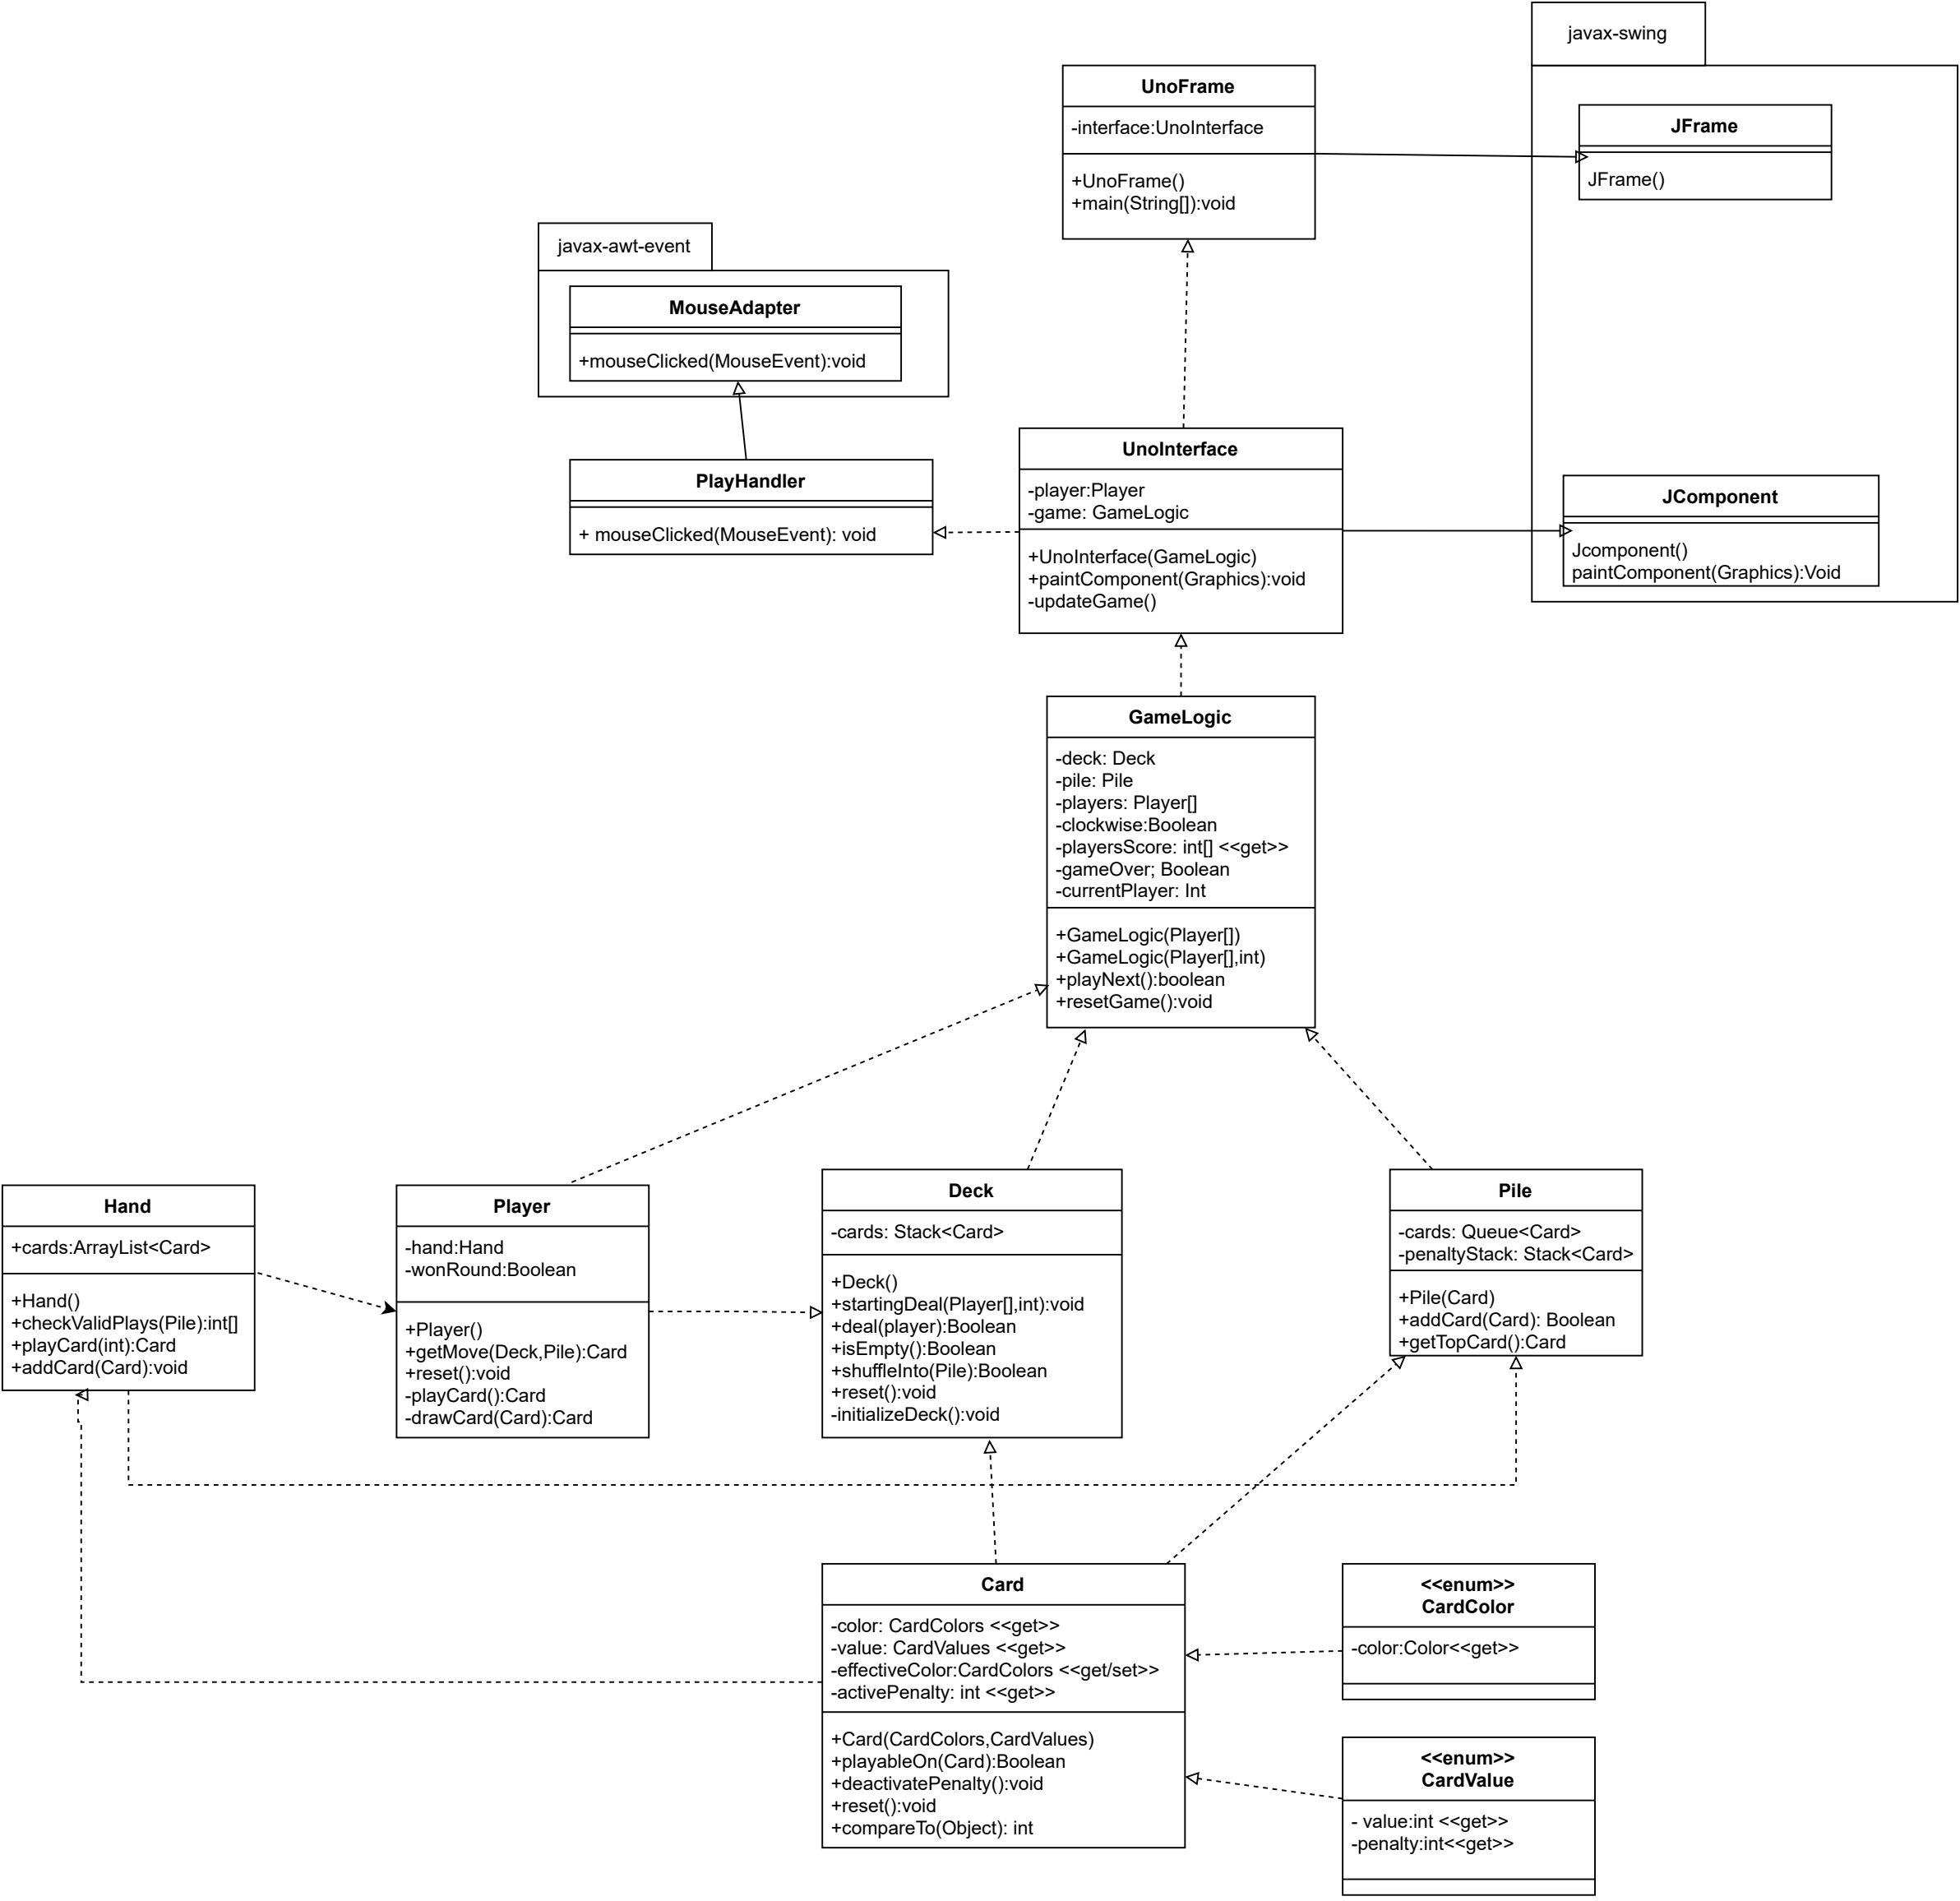 javax-swing
UnoFrame
-interface:UnoInterface
+UnoFrame()
+main(String[]):void
JFrame
JFrame()
javax-awt-event
MouseAdapter
+mouseClicked(MouseEvent):void
PlayHandler
+ mouseClicked(MouseEvent): void
UnoInterface
-player:Player
-game: GameLogic
+UnoInterface(GameLogic)
+paintComponent(Graphics):void
-updateGame()
JComponent
Jcomponent()
paintComponent(Graphics):Void
GameLogic
-deck: Deck
-pile: Pile
-players: Player[]
-clockwise:Boolean
-playersScore: int[] <<get>>
-gameOver; Boolean
-currentPlayer: Int
+GameLogic(Player[])
+GameLogic(Player[],int)
+playNext():boolean
+resetGame():void
Hand
+cards:ArrayList<Card>
+Hand()
+checkValidPlays(Pile):int[]
+playCard(int):Card
+addCard(Card):void
Player
-hand:Hand
-wonRound:Boolean
+Player()
+getMove(Deck,Pile):Card
+reset():void
-playCard():Card
-drawCard(Card):Card
Deck
-cards: Stack<Card>
+Deck()
+startingDeal(Player[],int):void
+deal(player):Boolean
+isEmpty():Boolean
+shuffleInto(Pile):Boolean
+reset():void
-initializeDeck():void
Pile
-cards: Queue<Card>
-penaltyStack: Stack<Card>
+Pile(Card)
+addCard(Card): Boolean
+getTopCard():Card
Card
-color: CardColors <<get>>
-value: CardValues <<get>>
-effectiveColor:CardColors <<get/set>>
-activePenalty: int <<get>>
+Card(CardColors,CardValues)
+playableOn(Card):Boolean
+deactivatePenalty():void
+reset():void
+compareTo(Object): int
<<enum>>
CardColor
-color:Color<<get>>
<<enum>>
CardValue
- value:int <<get>>
-penalty:int<<get>>